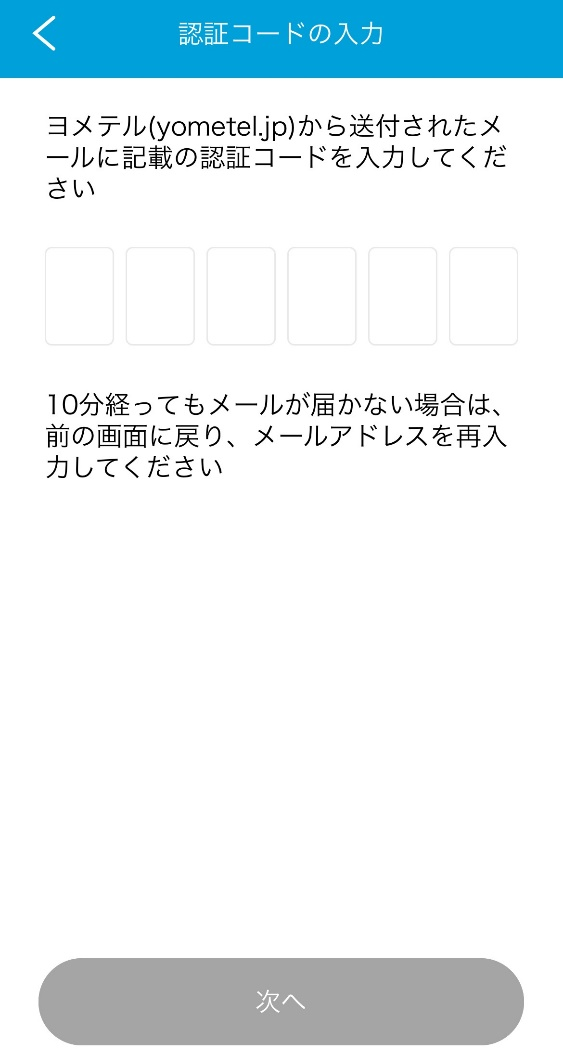 認証コードの入力
ヨメテル(yometel.jp)から送付されたメ
ールに記載の認証コードを入力してくだ
さい
10分経ってもメールが届かない場合は、
前の画面に戻り、メールアドレスを再入
力してください
次へ